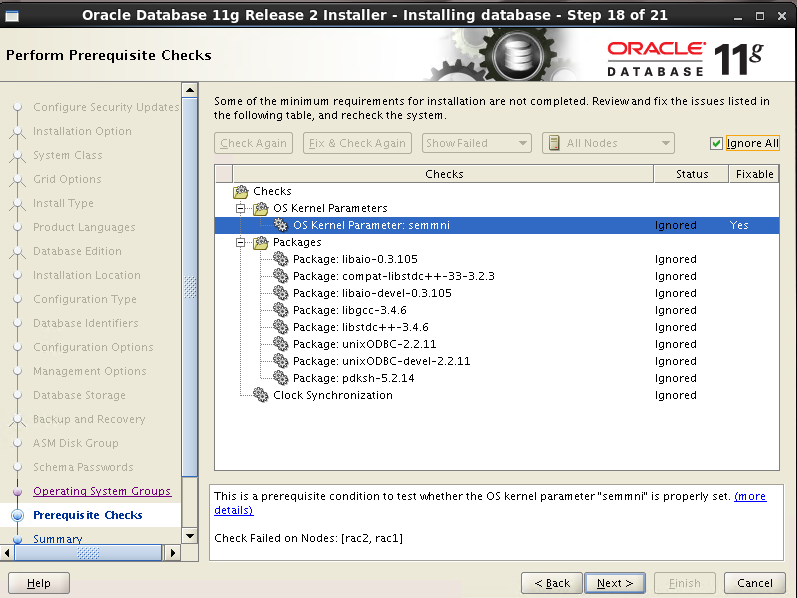 Oracle Database 11g Release 2 Installer - Installing database - Step 18 of 21
Perform Prerequisite Checks
ORACLE
DATABASE
11g
Configure Security Updates
Installation Option
System Class
Grid Options
Install Type
Product Languages
Database Edition
Installation Location
Configuration Type
Database Identifiers
Configuration Options
Management Options
Database Storage
Backup and Recovery
ASM Disk Group
Schema Passwords
Operating System Groups
Prerequisite Checks
Summary
Some of the minimum requirements for installation are not completed. Review and fix the issues listed in
the following table, and recheck the system.
Check Again Fix & Check Again Show Failed All Nodes Ignore All
Checks Status Fixable
Checks
OS Kernel Parameters
OS Kernel Parameter: semmni Ignored Yes
Packages
Package: libaio-0.3.105 Ignored
Package: compat-libstdc++-33-3.2.3 Ignored
Package: libaio-devel-0.3.105 Ignored
Package: libgcc-3.4.6 Ignored
Package: libstdc++-3.4.6 Ignored
Package: unixODBC-2.2.11 Ignored
Package: unixODBC-devel-2.2.11 Ignored
Package: pdksh-5.2.14 Ignored
Clock Synchronization Ignored
This is a prerequisite condition to test whether the OS kernel parameter "semmni" is properly set. (more
details)
Check Failed on Nodes: [rac2, rac1]
Help < Back Next > Finish Cancel